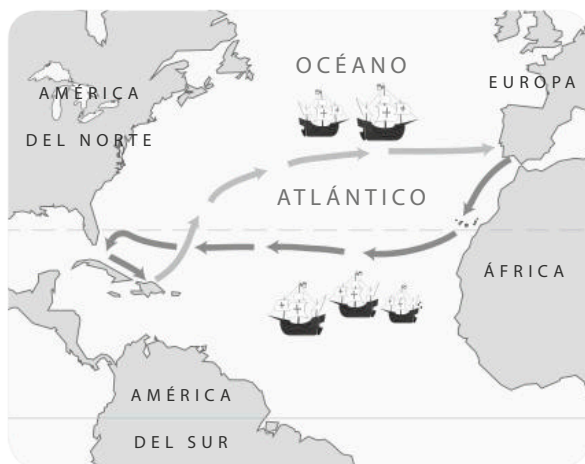 OCÉANO
EUROPA
AMÉRICA
DEL NORTE
ATLÁNTICO
ÁFRICA
AMÉRICA
DEL SUR